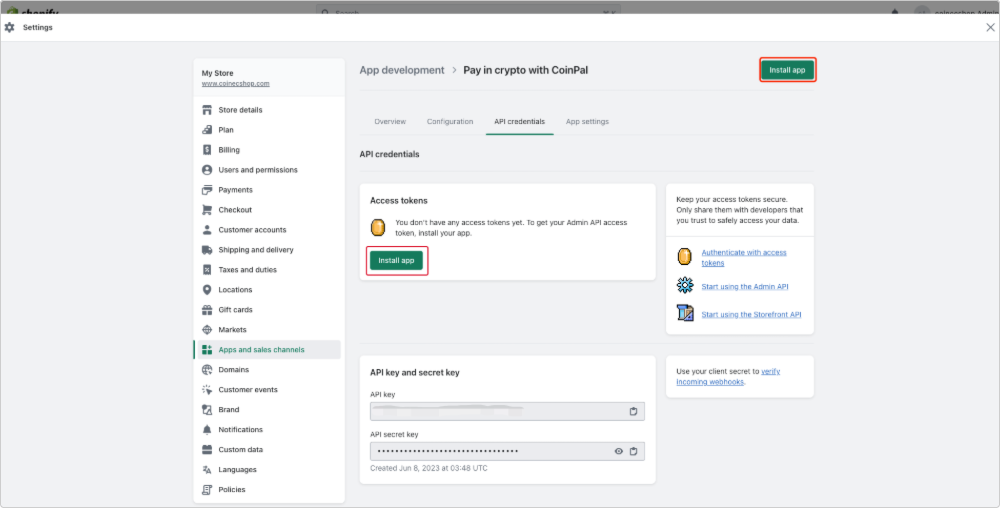 shopify
Search
Settings
My Store
www.coinecshop.com
Store details
Plan
Billing
Users and permissions
Payments
Checkout
Customer accounts
Shipping and delivery
Taxes and duties
Locations
Gift cards
Markets
Apps and sales channels
Domains
Customer events
Brand
Notifications
Custom data
Languages
Policies
App development > Pay in crypto with CoinPal
Install app
Overview Configuration API credentials App settings
API credentials
Access tokens
You don't have any access tokens yet. To get your Admin API access
token, install your app.
Install app
Keep your access tokens secure.
Only share them with developers that
you trust to safely access your data.
Authenticate with access
tokens
Start using the Admin API
Start using the Storefront API
API key and secret key
API key
API secret key
••••••••••••••••••••••••••••••••
Created Jun 8, 2023 at 03:48 UTC
Use your client secret to verify
incoming webhooks.